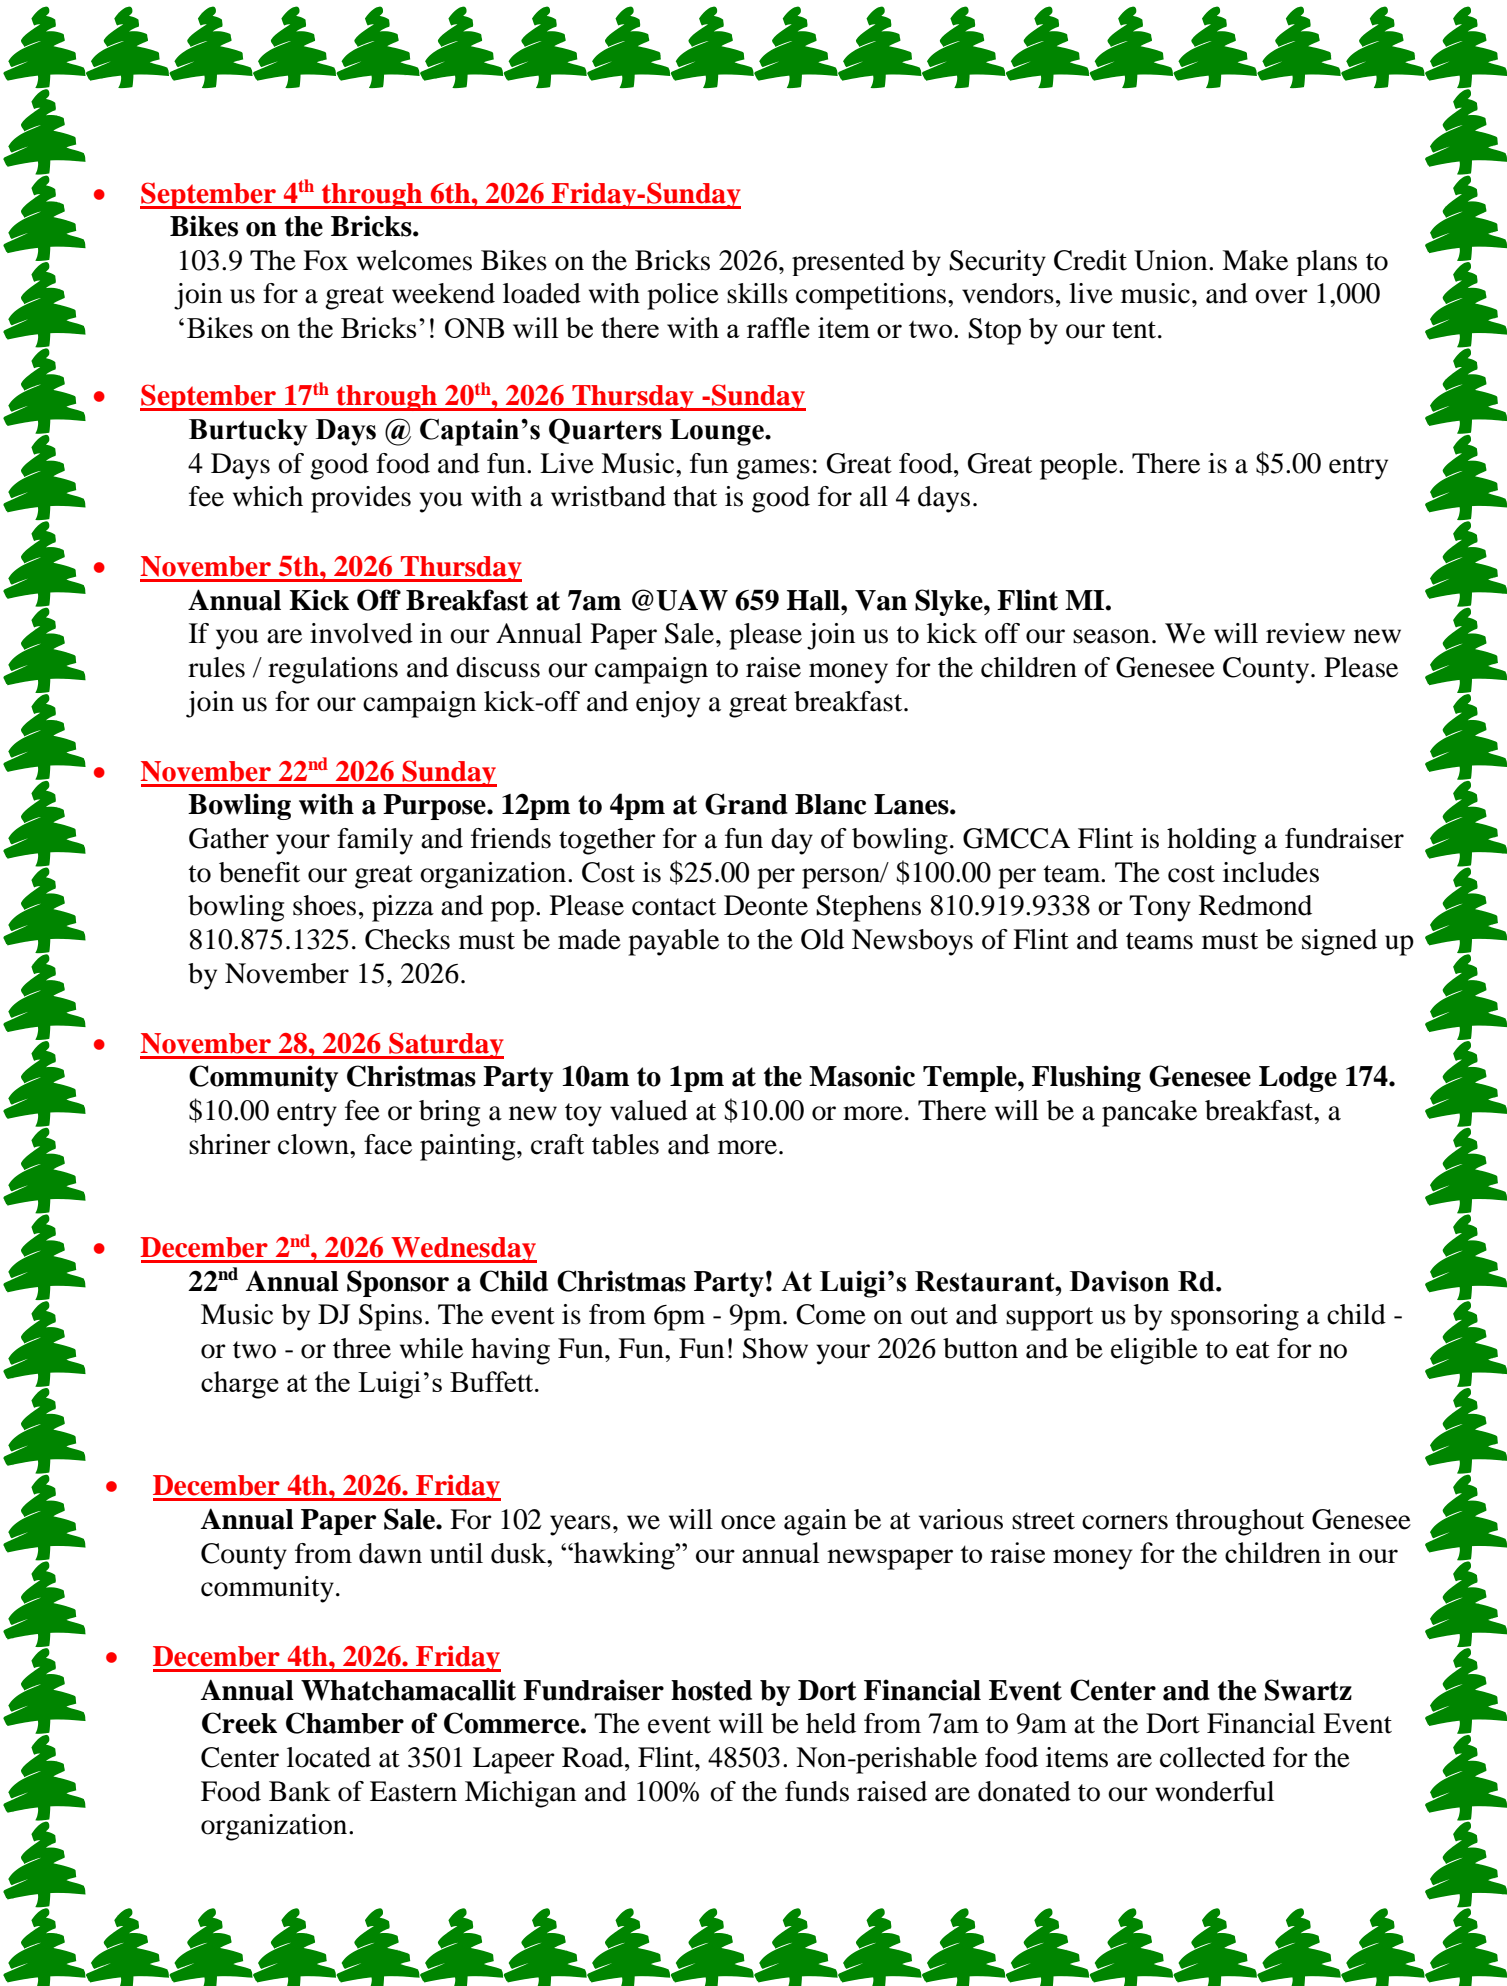 • September 4th through 6th, 2026 Friday-Sunday
Bikes on the Bricks.
103.9 The Fox welcomes Bikes on the Bricks 2026, presented by Security Credit Union. Make plans to
join us for a great weekend loaded with police skills competitions, vendors, live music, and over 1,000
‘Bikes on the Bricks’! ONB will be there with a raffle item or two. Stop by our tent.
• September 17th through 20th, 2026 Thursday -Sunday
Burtucky Days @ Captain’s Quarters Lounge.
4 Days of good food and fun. Live Music, fun games: Great food, Great people. There is a $5.00 entry
fee which provides you with a wristband that is good for all 4 days.
• November 5th, 2026 Thursday
Annual Kick Off Breakfast at 7am @UAW 659 Hall, Van Slyke, Flint MI.
If you are involved in our Annual Paper Sale, please join us to kick off our season. We will review new
rules / regulations and discuss our campaign to raise money for the children of Genesee County. Please
join us for our campaign kick-off and enjoy a great breakfast.
• November 22nd 2026 Sunday
Bowling with a Purpose. 12pm to 4pm at Grand Blanc Lanes.
Gather your family and friends together for a fun day of bowling. GMCCA Flint is holding a fundraiser
to benefit our great organization. Cost is $25.00 per person/ $100.00 per team. The cost includes
bowling shoes, pizza and pop. Please contact Deonte Stephens 810.919.9338 or Tony Redmond
810.875.1325. Checks must be made payable to the Old Newsboys of Flint and teams must be signed up
by November 15, 2026.
• November 28, 2026 Saturday
Community Christmas Party 10am to 1pm at the Masonic Temple, Flushing Genesee Lodge 174.
$10.00 entry fee or bring a new toy valued at $10.00 or more. There will be a pancake breakfast, a
shriner clown, face painting, craft tables and more.
• December 2nd, 2026 Wednesday
22nd Annual Sponsor a Child Christmas Party! At Luigi’s Restaurant, Davison Rd.
Music by DJ Spins. The event is from 6pm - 9pm. Come on out and support us by sponsoring a child -
or two - or three while having Fun, Fun, Fun! Show your 2026 button and be eligible to eat for no
charge at the Luigi’s Buffett.
• December 4th, 2026. Friday
Annual Paper Sale. For 102 years, we will once again be at various street corners throughout Genesee
County from dawn until dusk, “hawking” our annual newspaper to raise money for the children in our
community.
• December 4th, 2026. Friday
Annual Whatchamacallit Fundraiser hosted by Dort Financial Event Center and the Swartz
Creek Chamber of Commerce. The event will be held from 7am to 9am at the Dort Financial Event
Center located at 3501 Lapeer Road, Flint, 48503. Non-perishable food items are collected for the
Food Bank of Eastern Michigan and 100% of the funds raised are donated to our wonderful
organization.